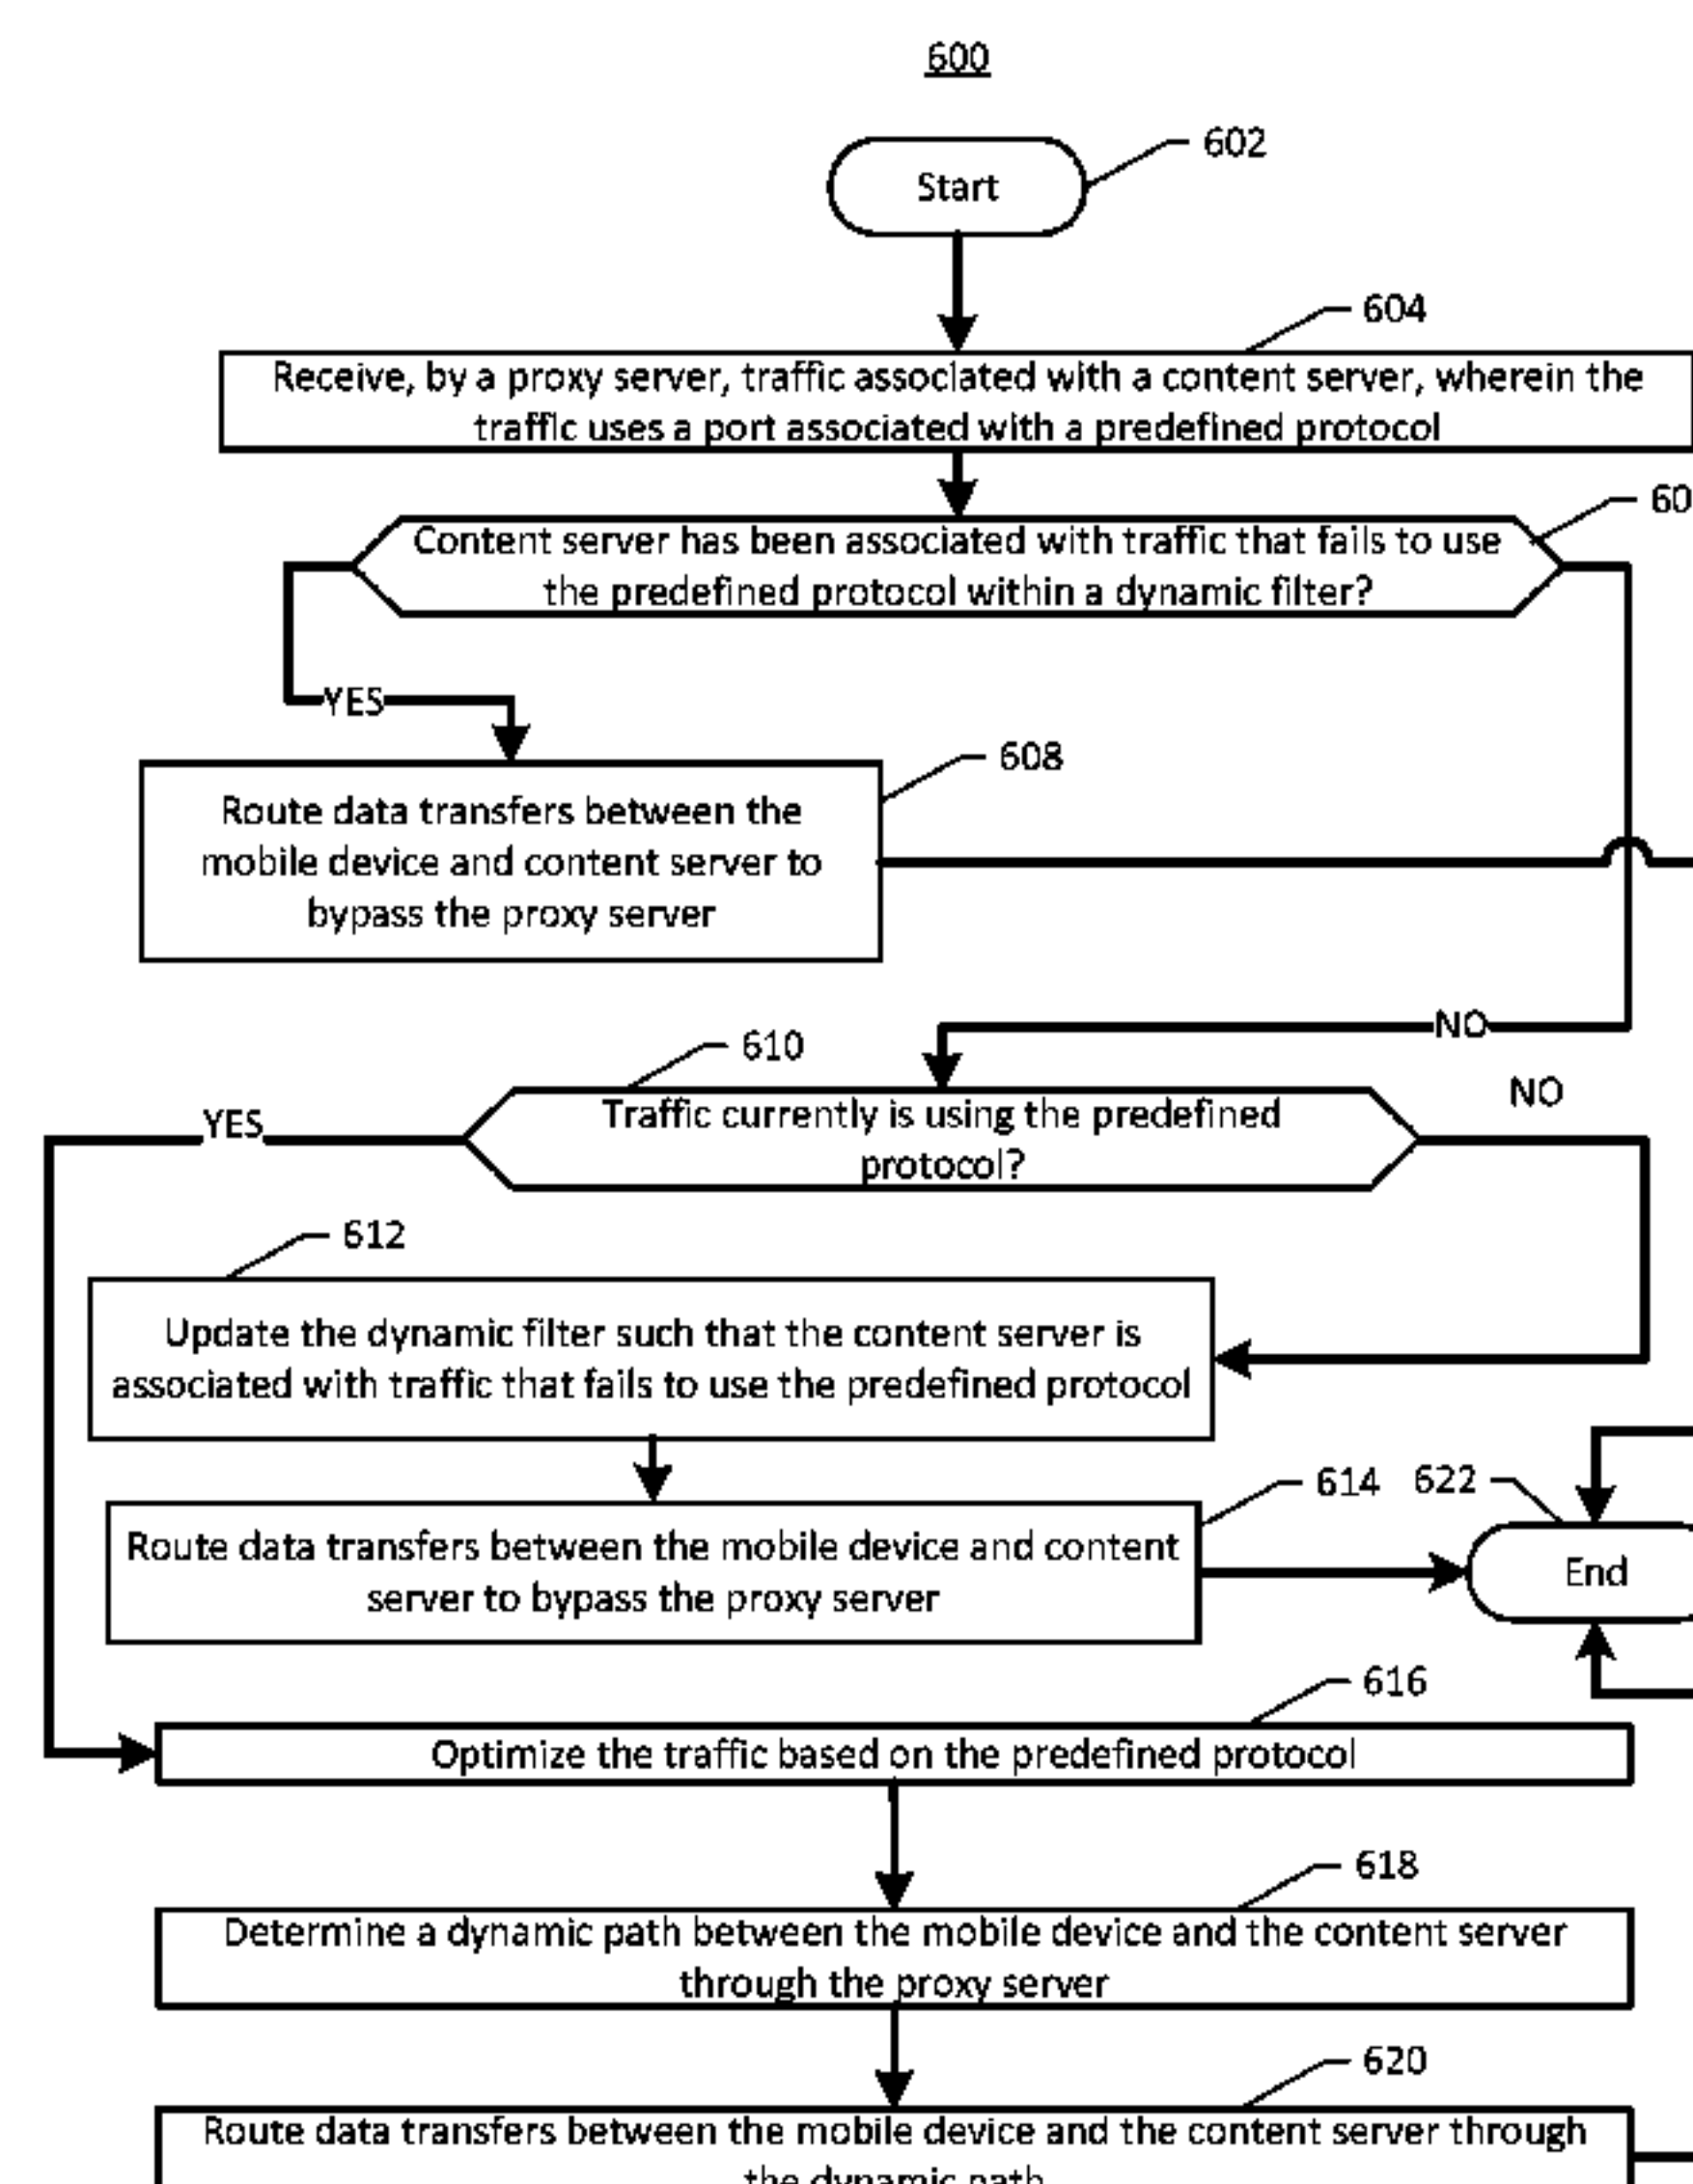 600
602
Start
604
Receive, by a proxy server, traffic associated with a content server, wherein the
traffic uses a port associated with a predefined protocol
60
Content server has been associated with traffic that fails to use
the predefined protocol within a dynamic filter?
YES
608
Route data transfers between the
mobile device and content server to
bypass the proxy server
NO
610
NO
YES
Traffic currently is using the predefined
protocol?
612
Update the dynamic filter such that the content server is
associated with traffic that fails to use the predefined protocol
614
622
Route data transfers between the mobile device and content
server to bypass the proxy server
End
616
Optimize the traffic based on the predefined protocol
618
Determine a dynamic path between the mobile device and the content server
through the proxy server
620
Route data transfers between the mobile device and the content server through
the dynamic path